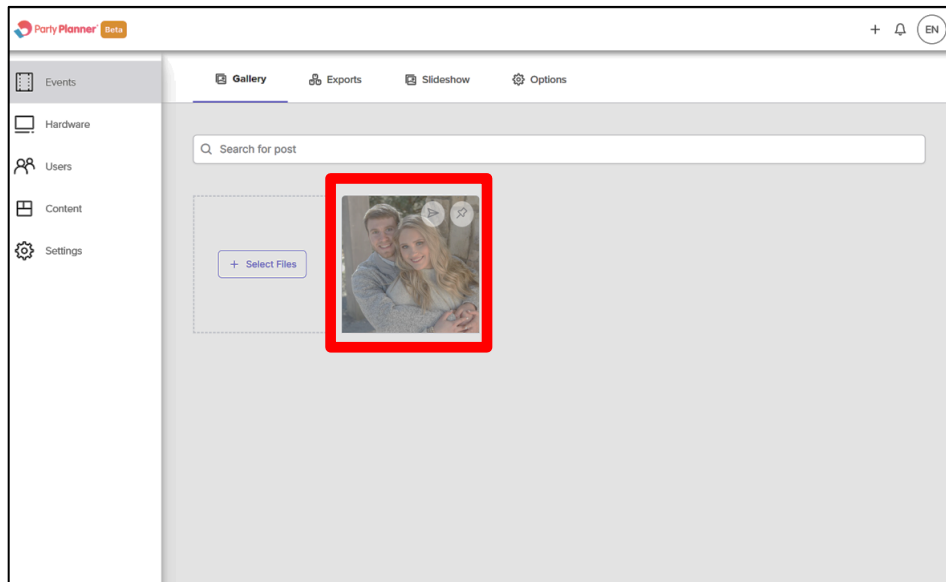 Party Planner Beta
EN
Gallery Exports Slideshow Options
Events
Hardware
Users
Content
Settings
Search for post
+ Select Files